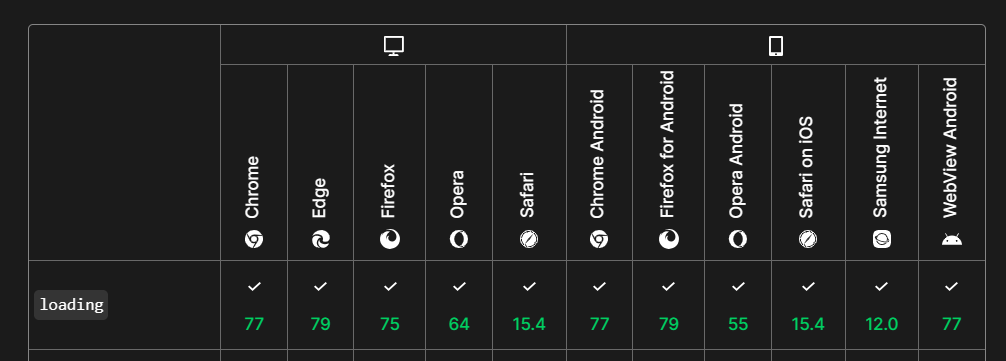 Chrome
Edge
Firefox
Opera
Safari
Chrome Android
Firefox for Android
Opera Android
Safari on iOS
Samsung Internet
WebView Android
loading
77 79 75 64 15.4 77 79 55 15.4 12.0 77